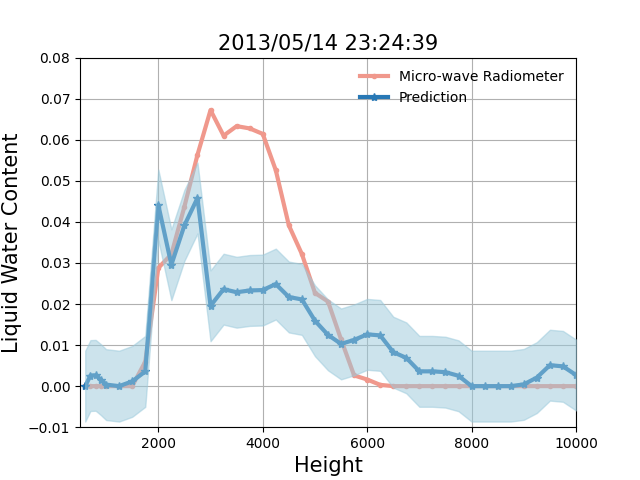 2013/05/14 23:24:39
Micro-wave Radiometer
Prediction
0.08
0.07
0.06
0.05
0.04
0.03
0.02
0.01
0.00
−0.01
Liquid Water Content
2000 4000 6000 8000 10000
Height